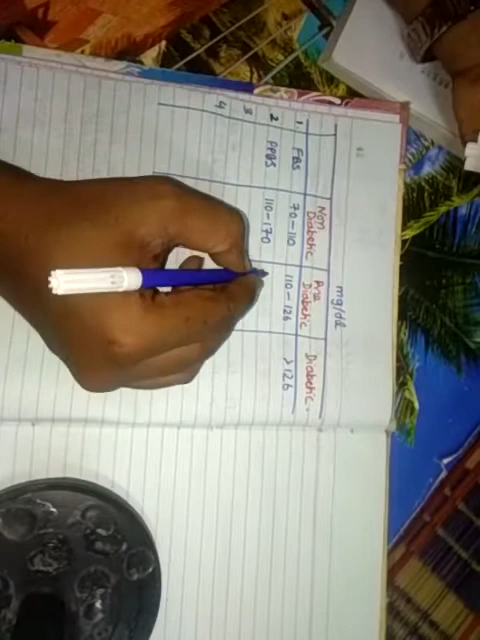 mg/dl
Non Diabetic Pre Diabetic Diabetic.
1 FBS 70-110 110-126 >126
2 PPBS 110-170
3
4